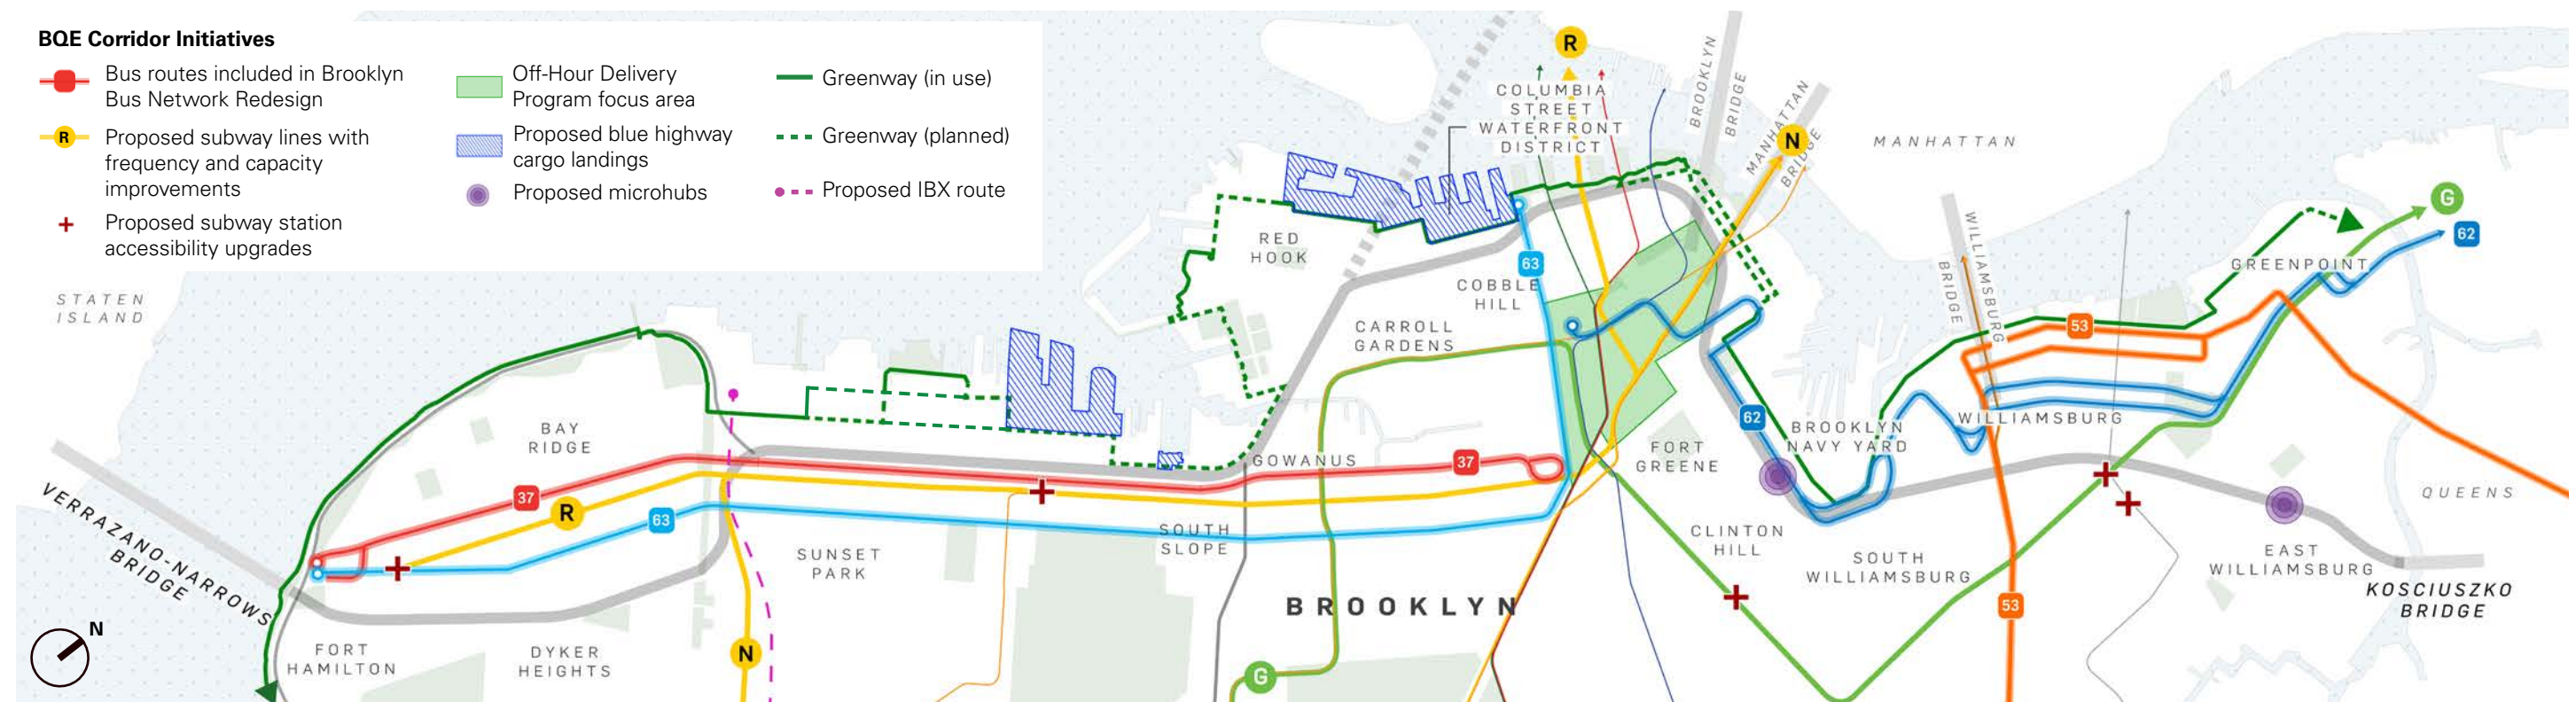 BQE Corridor Initiatives
Bus routes included in Brooklyn
Bus Network Redesign
R
Proposed subway lines with
frequency and capacity
improvements
Proposed subway station
accessibility upgrades
Off-Hour Delivery
Program focus area
Proposed blue highway
cargo landings
Proposed microhubs
Greenway (in use)
Greenway (planned)
Proposed IBX route
R
COLUMBIA
STREET
WATERFRONT
DISTRICT
BROOKLYN
BRIDGE
MANHATTAN
BRIDGE
N
MANHATTAN
WILLIAMSBURG
BRIDGE
G
62
GREENPOINT
STATEN
ISLAND
RED
HOOK
63
COBBLE
HILL
CARROLL
GARDENS
53
BAY
RIDGE
GOWANUS
37
62
BROOKLYN
NAVY YARD
WILLIAMSBURG
FORT
GREENE
37
R
63
QUEENS
VERRAZANO-NARROWS
BRIDGE
SUNSET
PARK
SOUTH
SLOPE
CLINTON
HILL
SOUTH
WILLIAMSBURG
EAST
WILLIAMSBURG
KOSCIUSZKO
BRIDGE
BROOKLYN
53
N
FORT
HAMILTON
DYKER
HEIGHTS
N
G